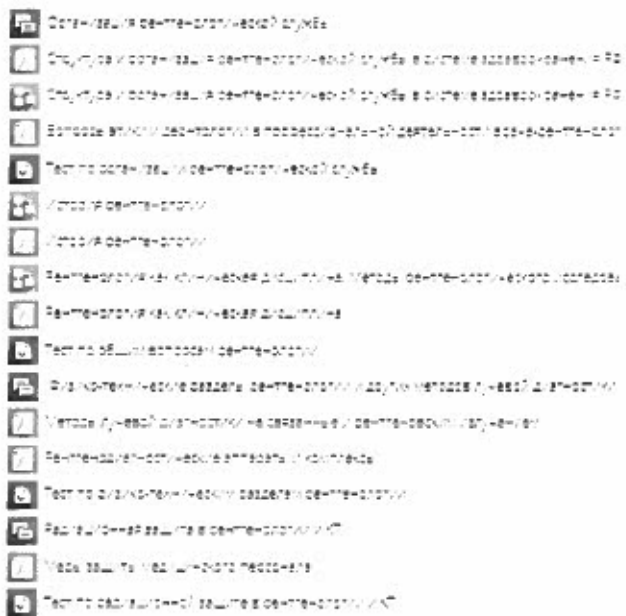 Организация рентгенологической службы
Структура и организация рентгенологической службы в системе здравоохранения РФ
Структура и организация рентгенологической службы в системе здравоохранения РФ
Вопросы этики и деонтологии в профессиональной деятельности врача-рентгенолог
Тест по организации рентгенологической службы
История рентгенологии
История рентгенологии
Рентгенология как клиническая дисциплина. Методы рентгенологического исследова
Рентгенология как клиническая дисциплина
Тест по общим вопросам рентгенологии
Физико-технические разделы рентгенологии и других методов лучевой диагностики
Методы лучевой диагностики, не связанные с рентгеновским излучением
Рентгенодиагностические аппараты и комплексы
Тест по физико-техническим разделам рентгенологии
Радиационная защита в рентгенологии и КТ
Меры защиты медицинского персонала
Тест по радиационной защите в рентгенологии и КТ